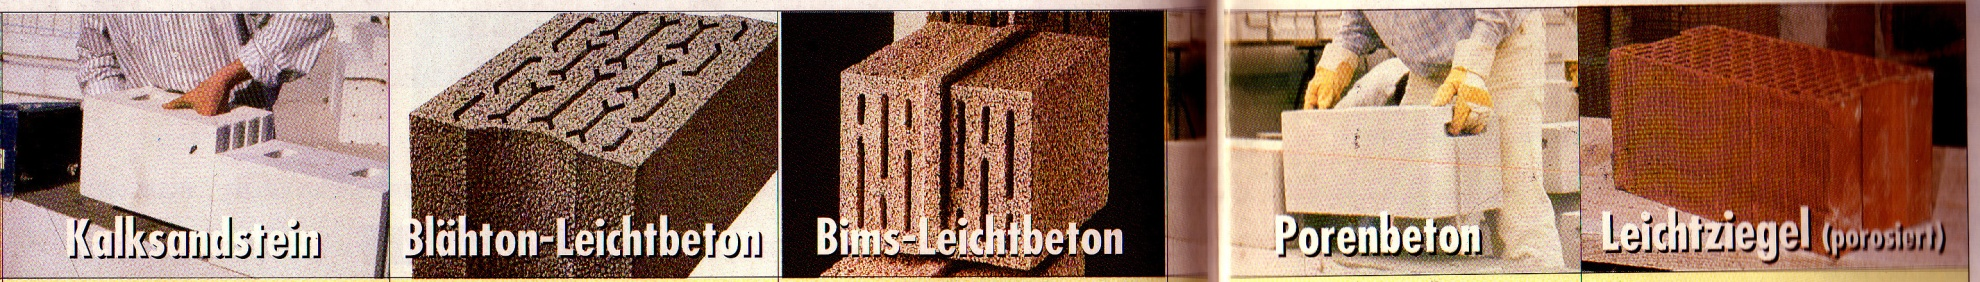 Kalksandstein
Blähton-Leichtbeton
Bims-Leichtbeton
Porenbeton
Leichtziegel (porosiert)